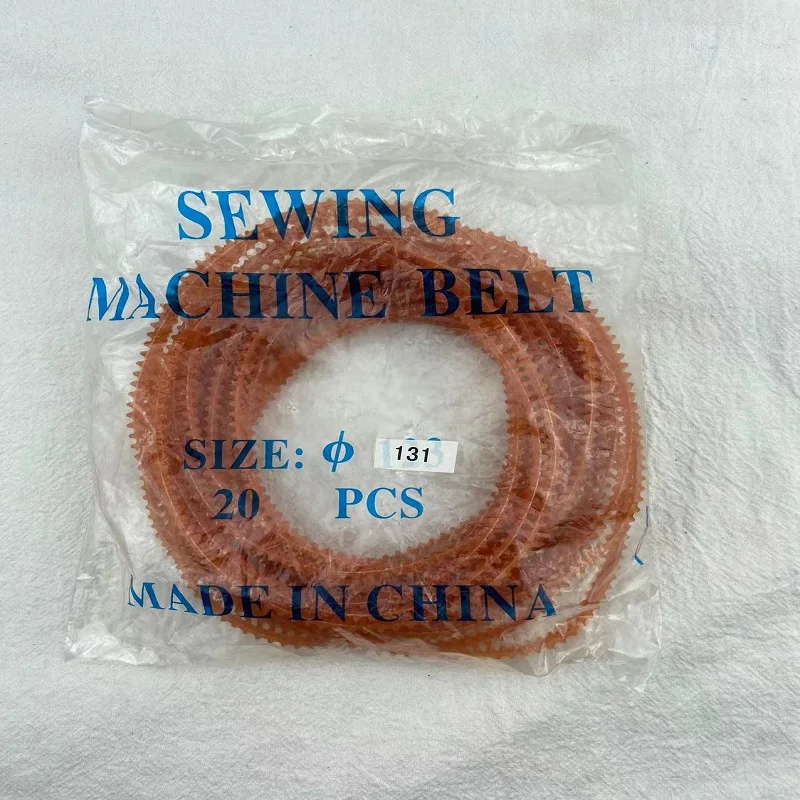 SEWING
MACHINE BELT
SIZE: ϕ 131
20 PCS
MADE IN CHINA